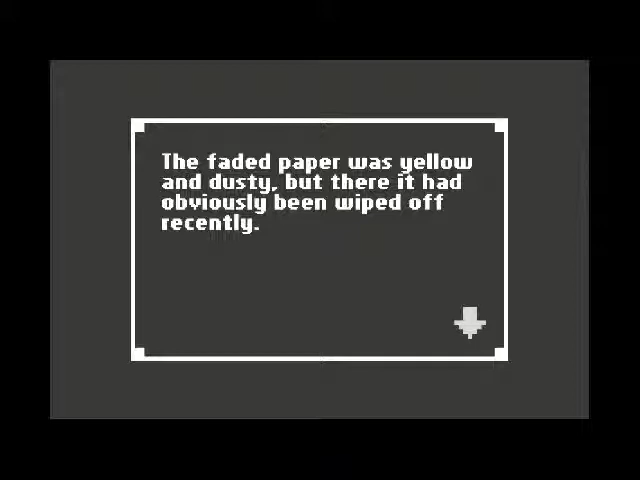 The faded paper was yellow
and dusty, but there it had
obviously been wiped off
recently.